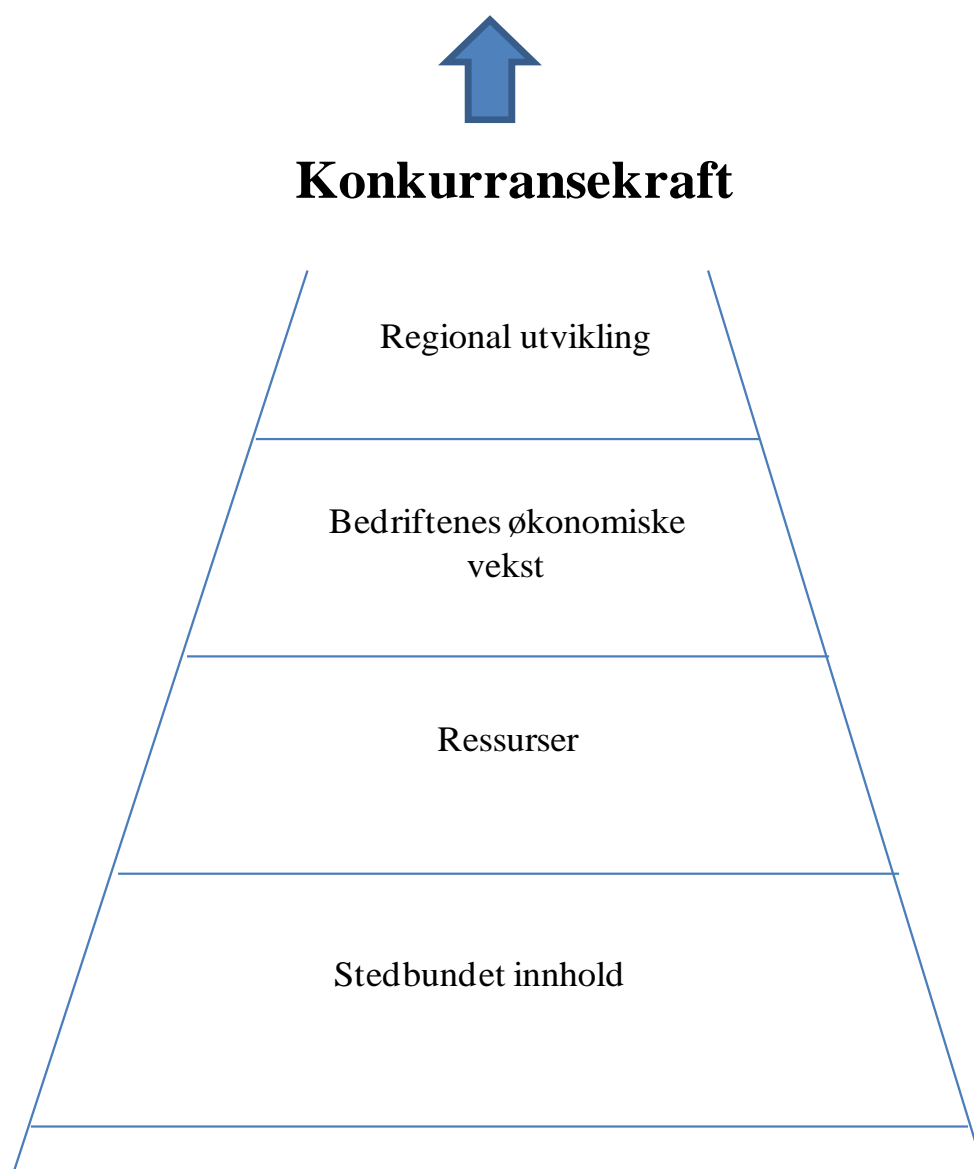 Konkurransekraft
Regional utvikling
Bedriftenes økonomiske
vekst
Ressurser
Stedbundet innhold